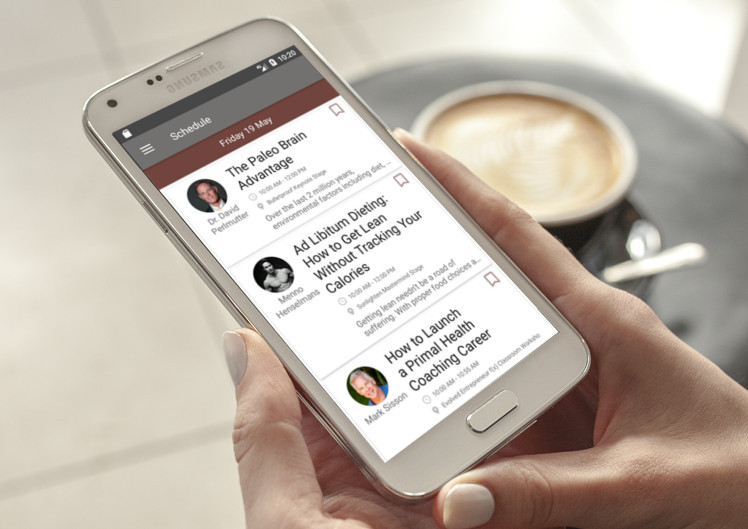 SAMSUNG
10:20
Schedule
Friday 19 May
The Paleo Brain
Advantage
10:00 AM - 12:00 PM
Bulletproof Keynote Stage
Dr. David
Perlmutter
Over the last 2 million years,
environmental factors including diet, ...
Ad Libitum Dieting:
How to Get Lean
Without Tracking Your
Calories
10:00 AM - 12:00 PM
Sunlighten Mastermind Stage
Menno
Henselmans
Getting lean needn't be a road of
suffering. With proper food choices a...
How to Launch
a Primal Health
Coaching Career
10:00 AM - 10:55 AM
Evolved Entrepreneur f(x) Classroom Worksho
Mark Sisson